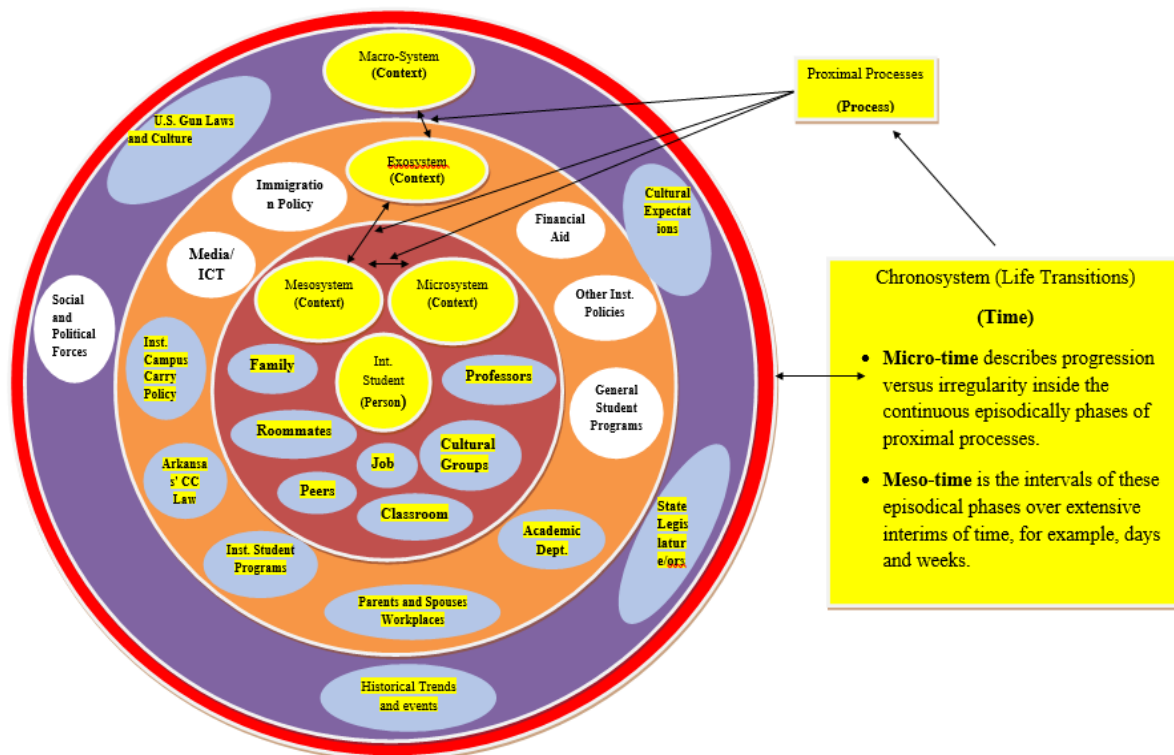 Macro-System
(Context)
Proximal Processes
(Process)
U.S. Gun Laws
and Culture
Exosystem
(Context)
Immigratio
n Policy
Cultural
Expectat
ions
Financial
Aid
Media/
ICT
Mesosystem
(Context)
Microsystem
(Context)
Chronosystem (Life Transitions)
(Time)
• Micro-time describes progression
versus irregularity inside the
continuous episodically phases of
proximal processes.
• Meso-time is the intervals of these
episodical phases over extensive
interims of time, for example, days
and weeks.
Social
and
Political
Forces
Other Inst.
Policies
Inst.
Campus
Carry
Policy
Family
Int.
Student
(Person)
Professors
General
Student
Programs
Roommates
Job
Cultural
Groups
Arkansa
s' CC
Law
Peers
Classroom
Academic
Dept.
State
Legis
latur
e/ors
Inst. Student
Programs
Parents and Spouses
Workplaces
Historical Trends
and events